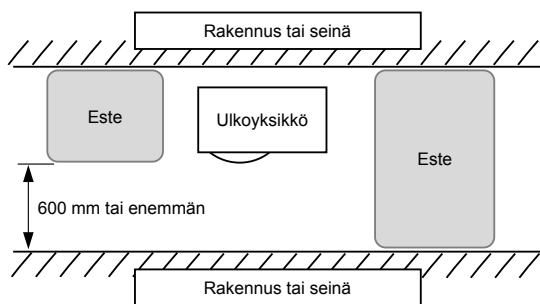 Rakennus tai seinä
Este
Ulkoyksikkö
Este
600 mm tai enemmän
Rakennus tai seinä